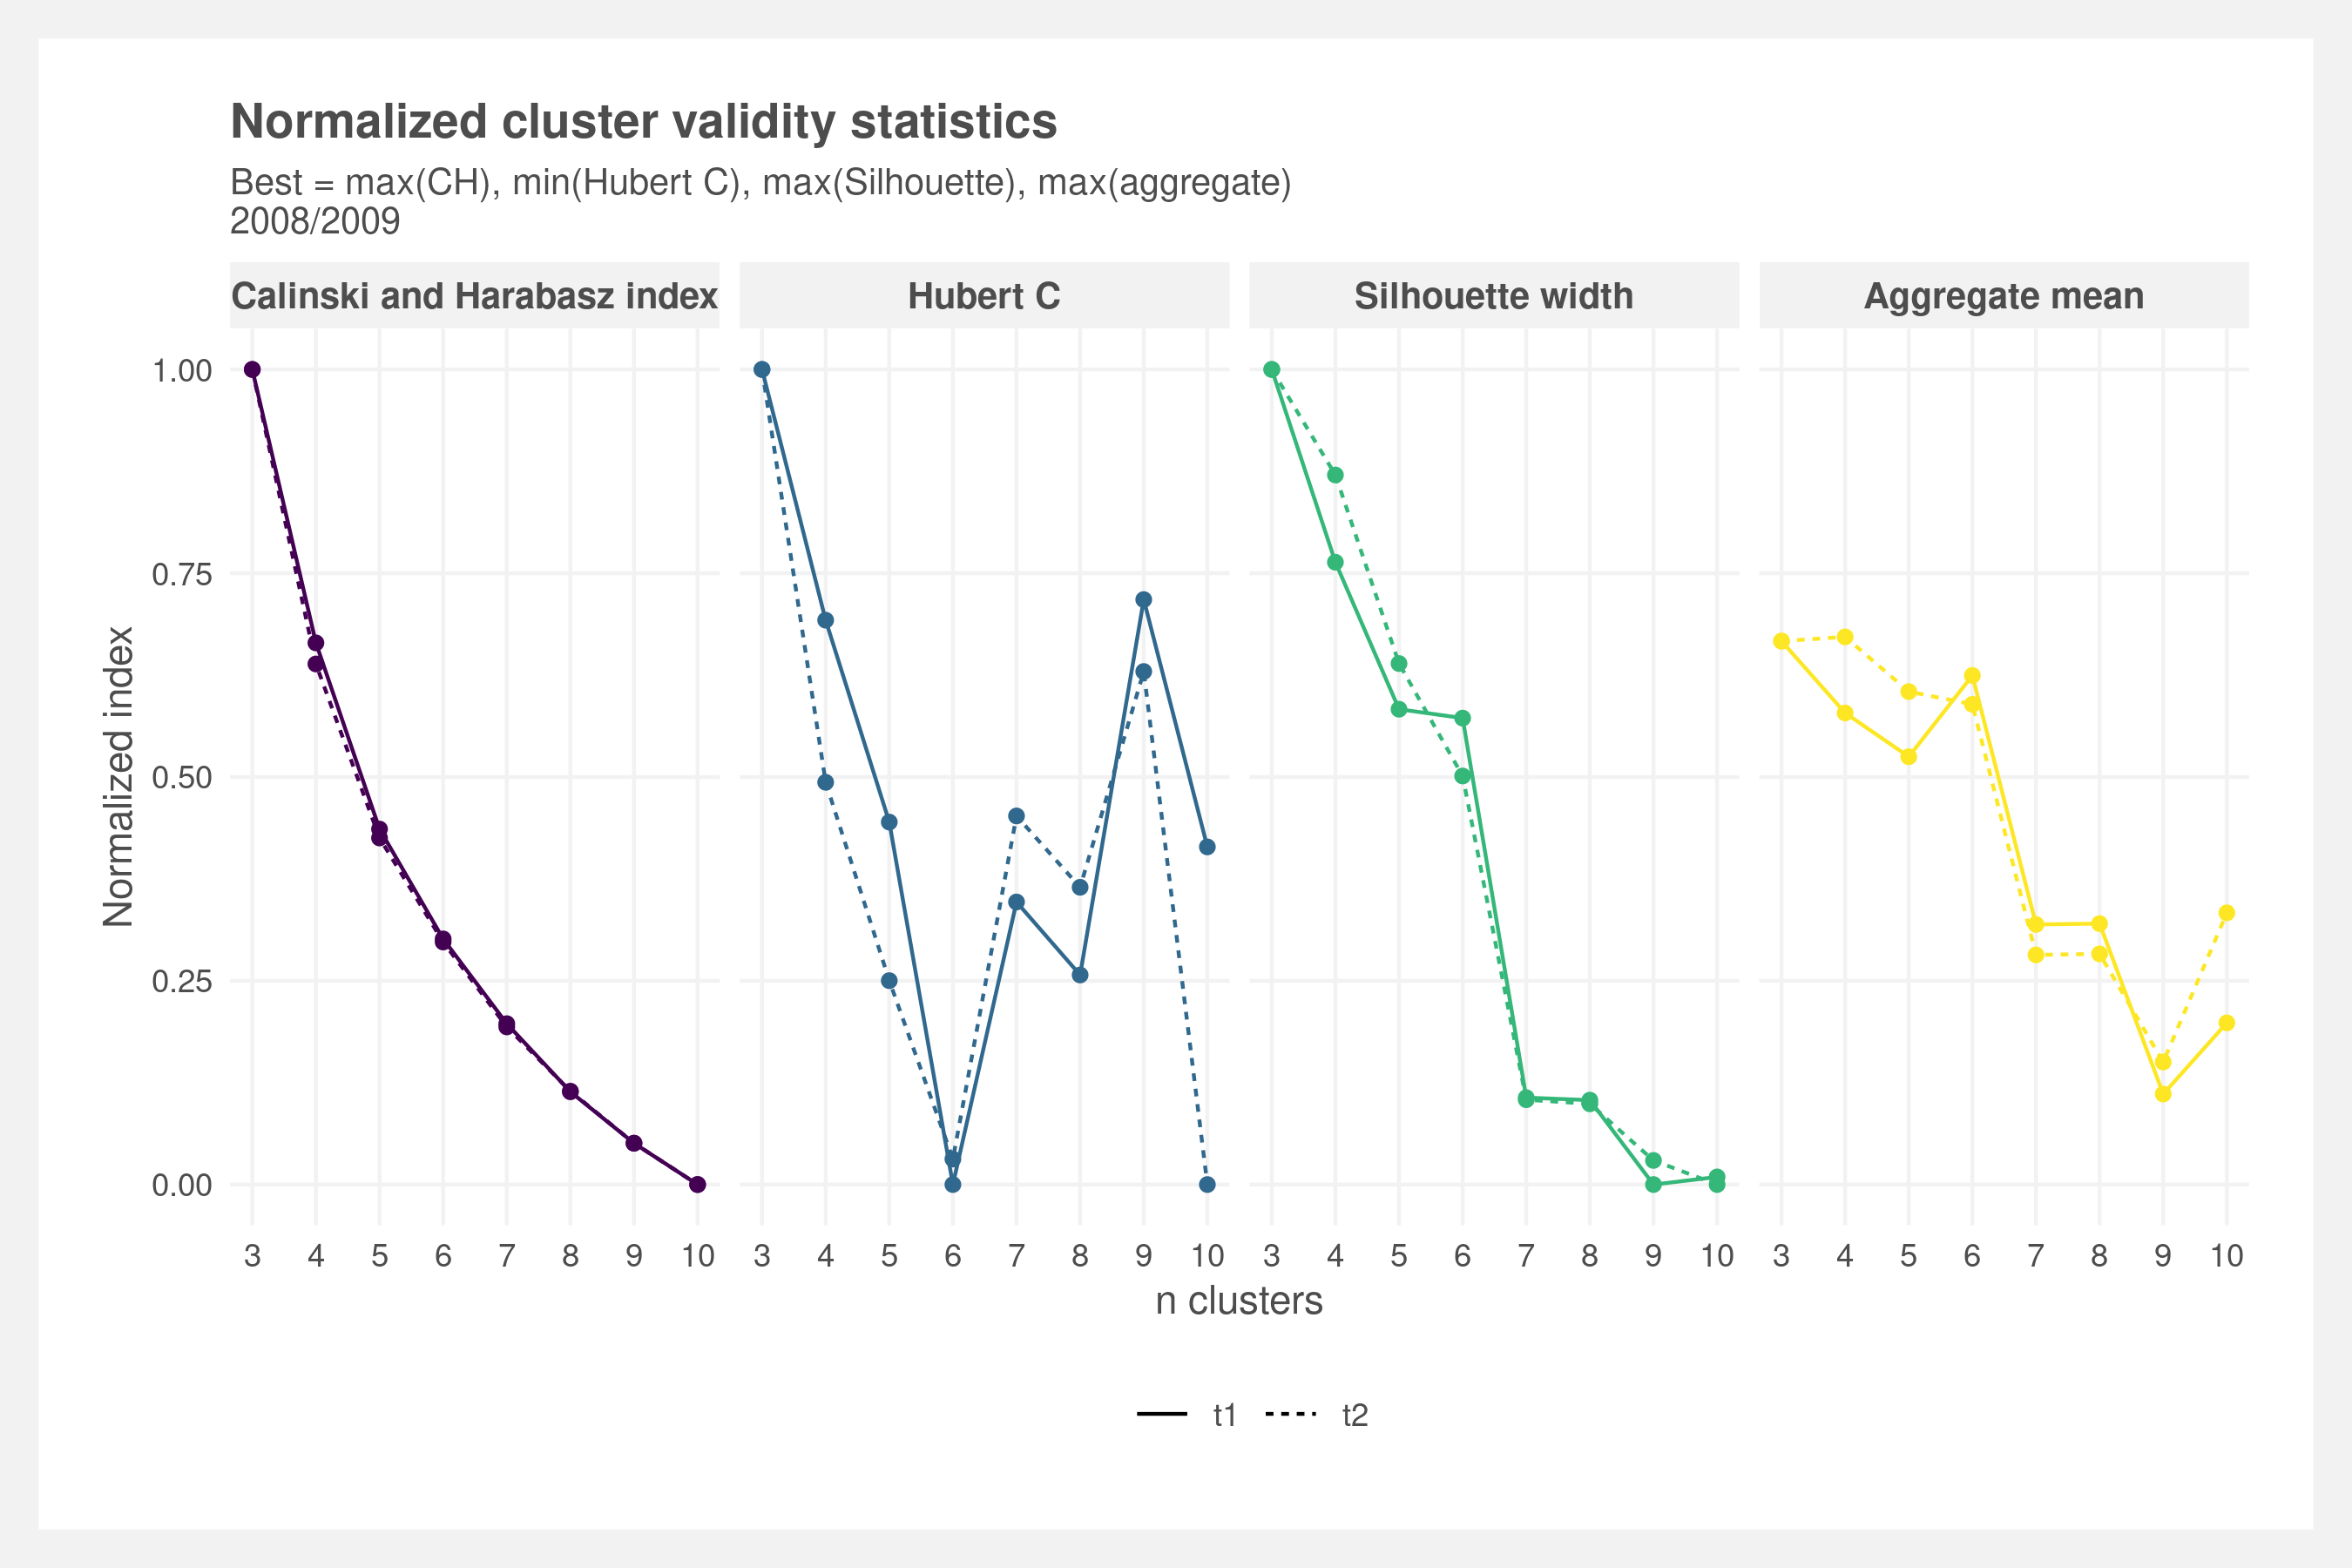 Normalized cluster validity statistics
Best = max(CH), min(Hubert C), max(Silhouette), max(aggregate)
2008/2009
Calinski and Harabasz index
Hubert C
Silhouette width
Aggregate mean
Normalized index
1.00
0.75
0.50
0.25
0.00
3 4 5 6 7 8 9 10
3 4 5 6 7 8 9 10
3 4 5 6 7 8 9 10
3 4 5 6 7 8 9 10
n clusters
t1 t2